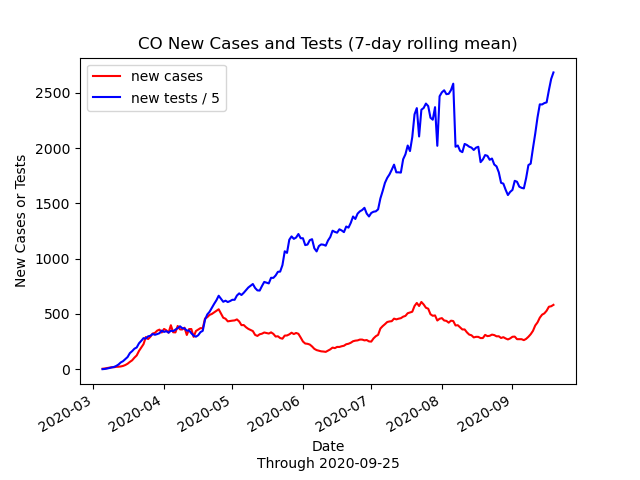 CO New Cases and Tests (7-day rolling mean)
new cases
new tests / 5
New Cases or Tests
2500
2000
1500
1000
500
0
2020-03
2020-04
2020-05
2020-06
2020-07
2020-08
2020-09
Date
Through 2020-09-25